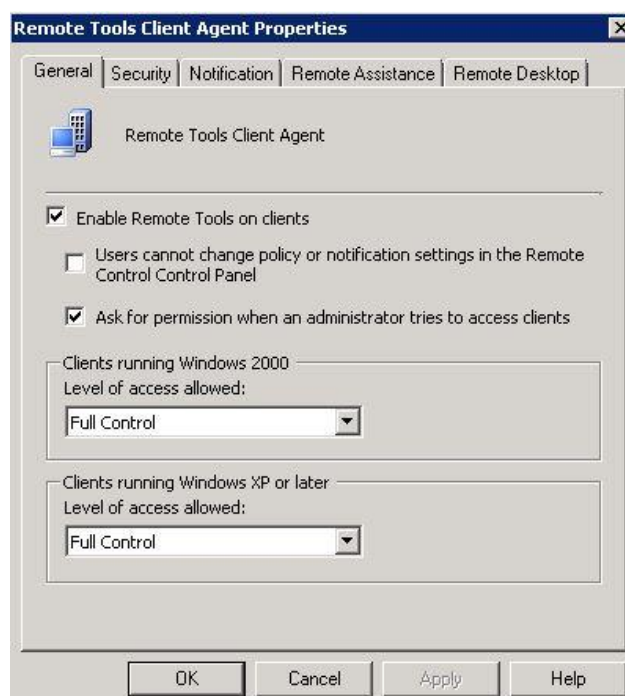 Remote Tools Client Agent Properties
General Security Notification Remote Assistance Remote Desktop
Remote Tools Client Agent
Enable Remote Tools on clients
Users cannot change policy or notification settings in the Remote
Control Control Panel
Ask for permission when an administrator tries to access clients
Clients running Windows 2000
Level of access allowed:
Full Control
Clients running Windows XP or later
Level of access allowed:
Full Control
OK Cancel Apply Help